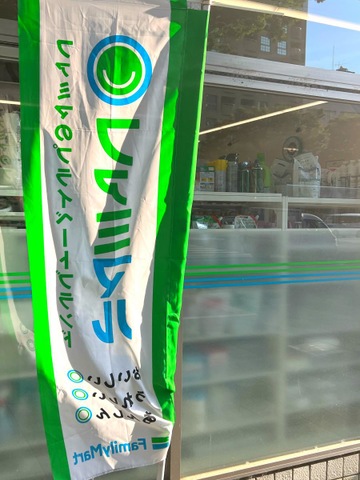 ファミマル
ファミマのプライベートブランド
おいしい◎
うれしい◎
あんしん◎
FamilyMart